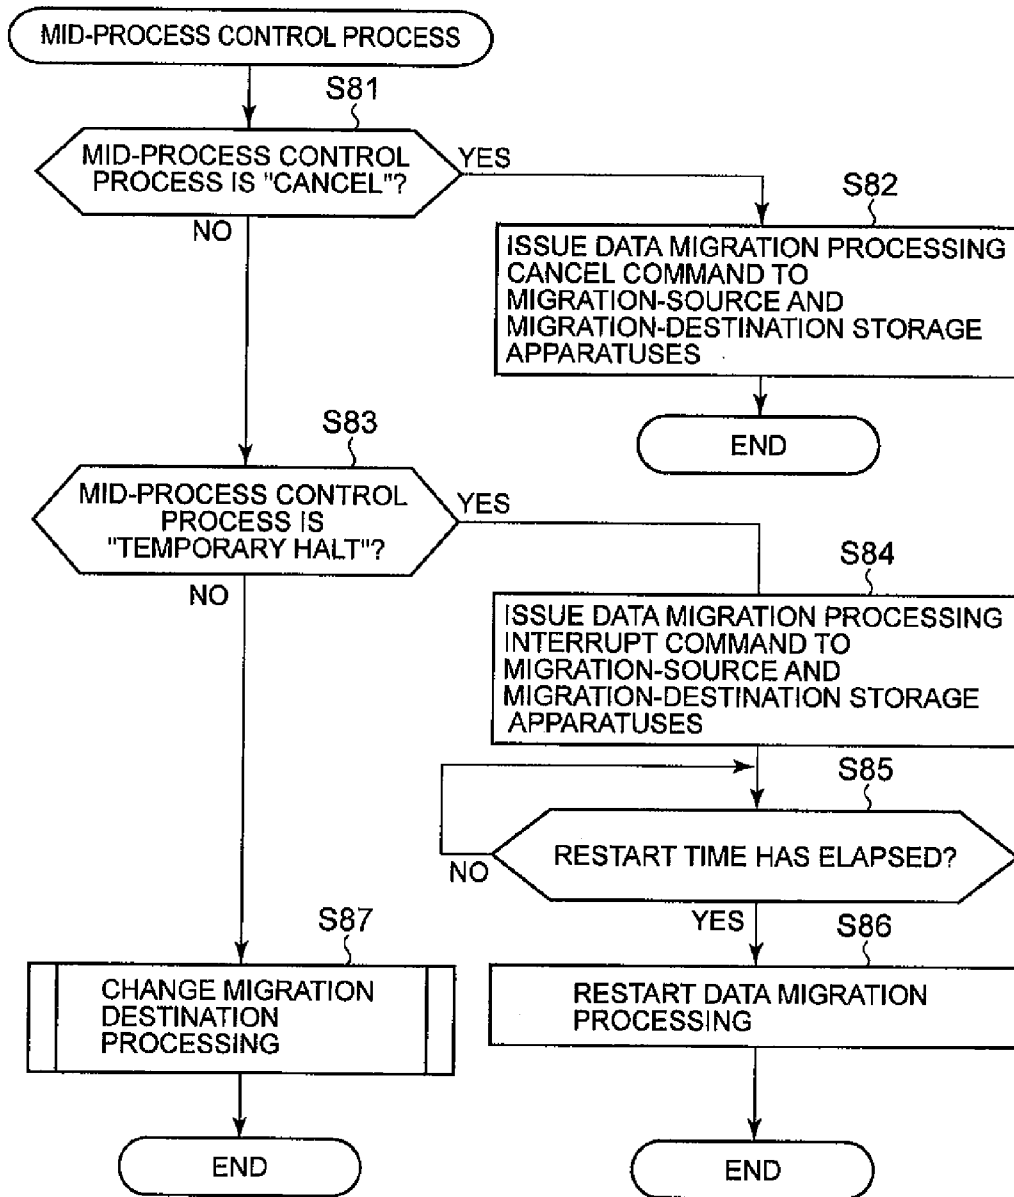 MID-PROCESS CONTROL PROCESS
S81
MID-PROCESS CONTROL
PROCESS IS "CANCEL"?
YES
NO
S82
ISSUE DATA MIGRATION PROCESSING
CANCEL COMMAND TO
MIGRATION-SOURCE AND
MIGRATION-DESTINATION STORAGE
APPARATUSES
END
S83
MID-PROCESS CONTROL
PROCESS IS
"TEMPORARY HALT"?
YES
NO
S84
ISSUE DATA MIGRATION PROCESSING
INTERRUPT COMMAND TO
MIGRATION-SOURCE AND
MIGRATION-DESTINATION STORAGE
APPARATUSES
S85
RESTART TIME HAS ELAPSED?
NO
YES
S86
RESTART DATA MIGRATION
PROCESSING
END
S87
CHANGE MIGRATION
DESTINATION
PROCESSING
END